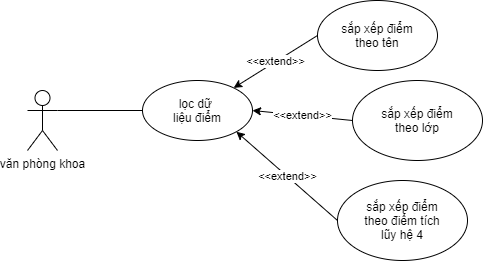 sắp xếp điểm
theo tên
<<extend>>
lọc dữ
liệu điểm
<<extend>>
sắp xếp điểm
theo lớp
văn phòng khoa
<<extend>>
sắp xếp điểm
theo điểm tích
lũy hệ 4